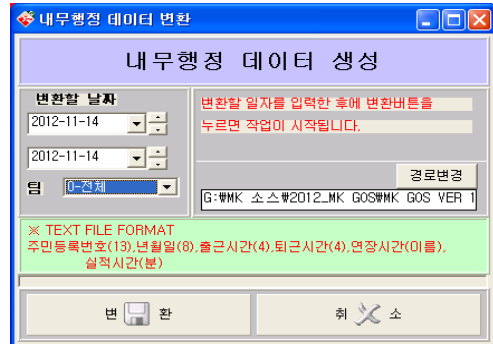 내무행정 데이터 변환
내무행정 데이터 생성
변환할 날짜
2012-11-14
2012-11-14
팀 0-전체
변환할 일자를 입력한 후에 변환버튼을
누르면 작업이 시작됩니다.
경로변경
G:₩MK 소스₩2012_MK GOS₩MK GOS VER 1
※ TEXT FILE FORMAT
주민등록번호(13),년월일(8),출근시간(4),퇴근시간(4),연장시간(이름),
실적시간(분)
변 환
취 소